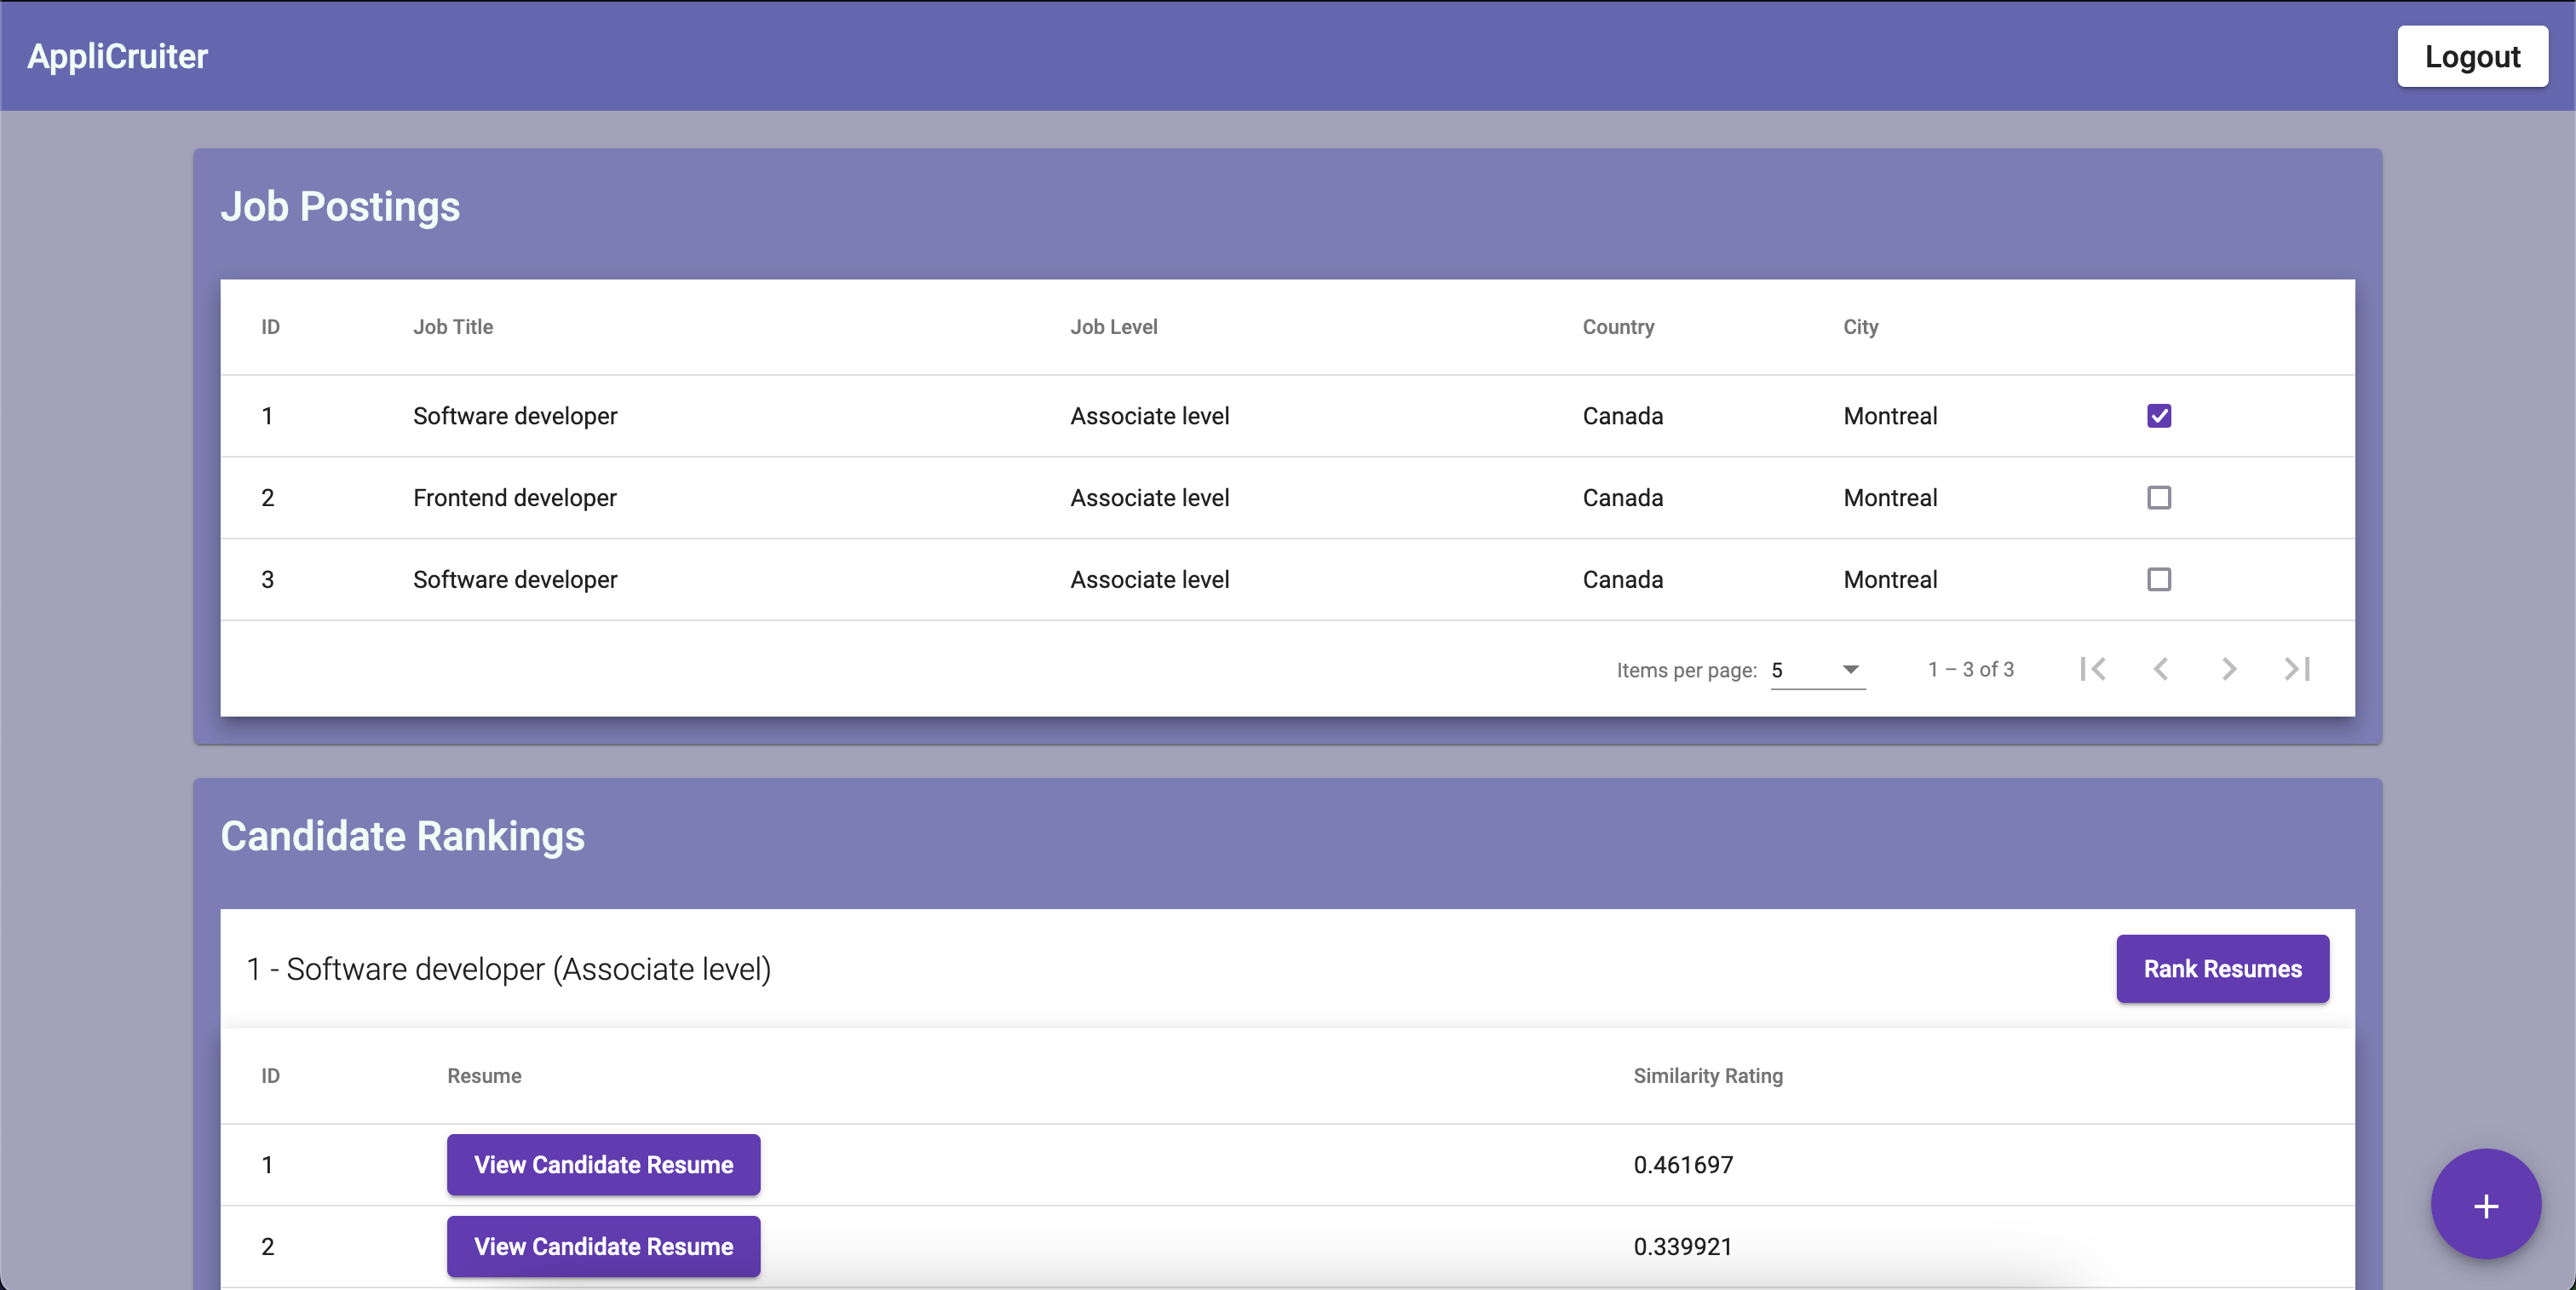 AppliCruiter
Logout
Job Postings
ID Job Title Job Level Country City
1 Software developer Associate level Canada Montreal
2 Frontend developer Associate level Canada Montreal
3 Software developer Associate level Canada Montreal
Items per page: 5 1 – 3 of 3
Candidate Rankings
1 - Software developer (Associate level) Rank Resumes
ID Resume Similarity Rating
1 View Candidate Resume 0.461697
2 View Candidate Resume 0.339921
+